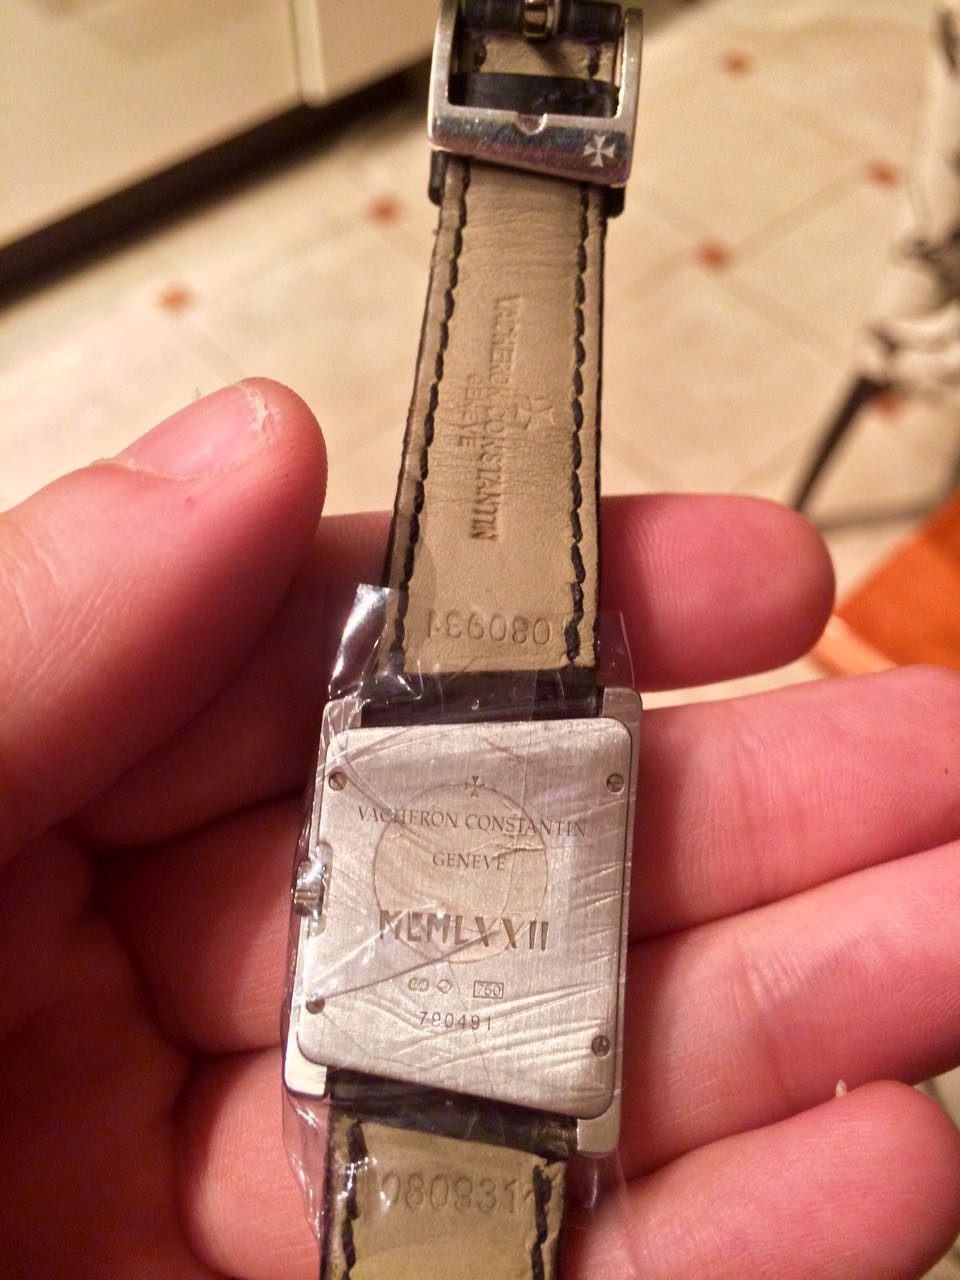 VACHERON CONSTANTIN
GENEVE
080931
VACHERON CONSTANTIN
GENEVE
MCMLXXII
750
790491
080931